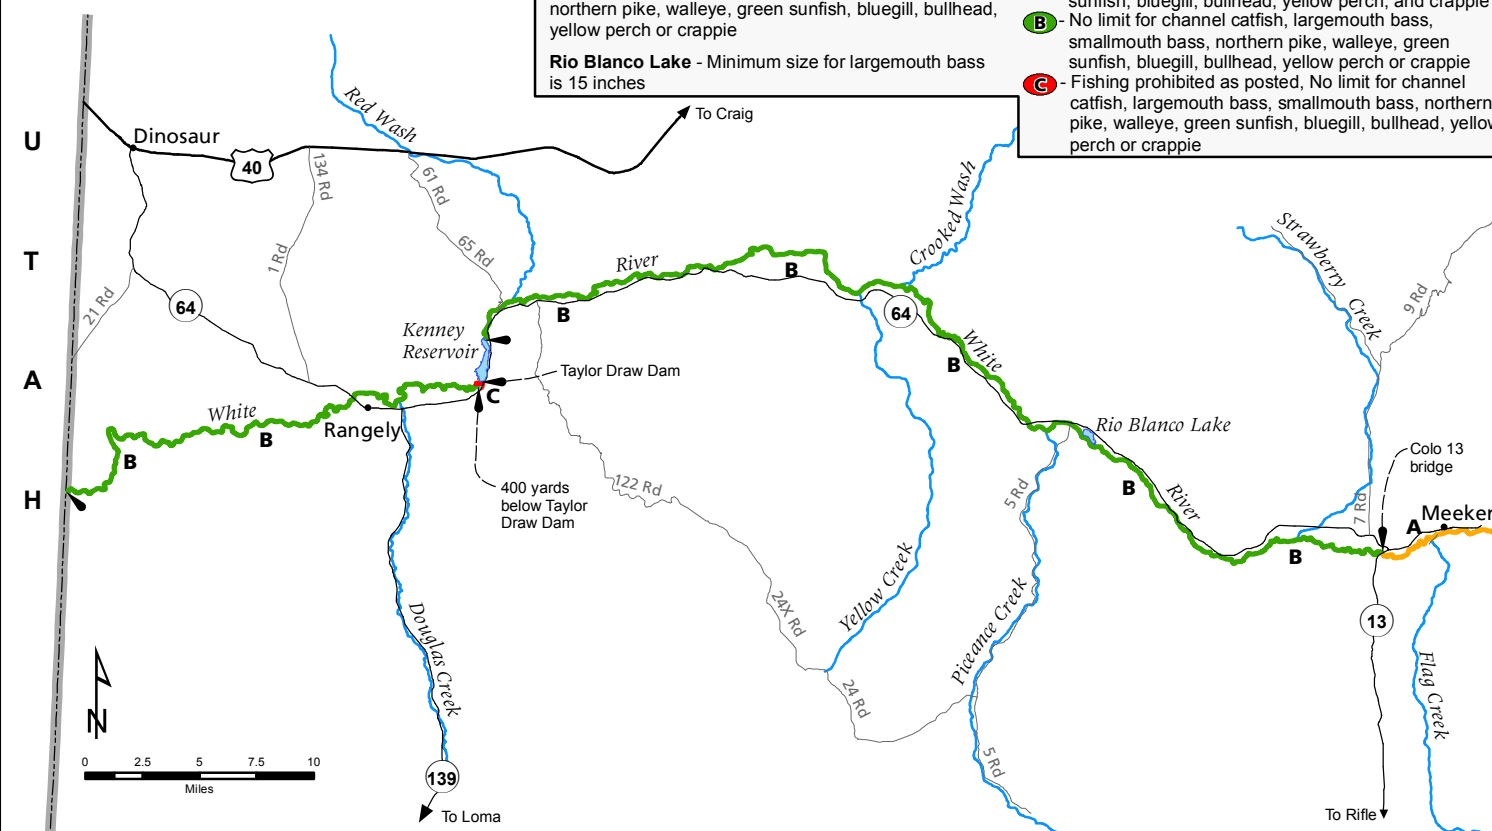 northern pike, walleye, green sunfish, bluegill, bullhead,
yellow perch or crappie
Rio Blanco Lake - Minimum size for largemouth bass
is 15 inches
sunfish, bluegill, bullhead, yellow perch, and crappie
B - No limit for channel catfish, largemouth bass,
smallmouth bass, northern pike, walleye, green
sunfish, bluegill, bullhead, yellow perch or crappie
C - Fishing prohibited as posted, No limit for channel
catfish, largemouth bass, smallmouth bass, northern
pike, walleye, green sunfish, bluegill, bullhead, yellow
perch or crappie
U
T
A
H
Dinosaur
40
Red Wash
To Craig
134 Rd
61 Rd
65 Rd
1 Rd
21 Rd
64
Crooked Wash
Strawberry Creek
9 Rd
River
B
B
64
Kenney
Reservoir
White
B
Taylor Draw Dam
C
White
B
B
Rangely
Rio Blanco Lake
400 yards
below Taylor
Draw Dam
122 Rd
5 Rd
B
River
7 Rd
Colo 13
bridge
Meeker
A
B
Yellow Creek
24X Rd
Piceance Creek
13
Douglas Creek
24 Rd
Flag Creek
5 Rd
N
0 2.5 5 7.5 10
Miles
139
To Loma
To Rifle